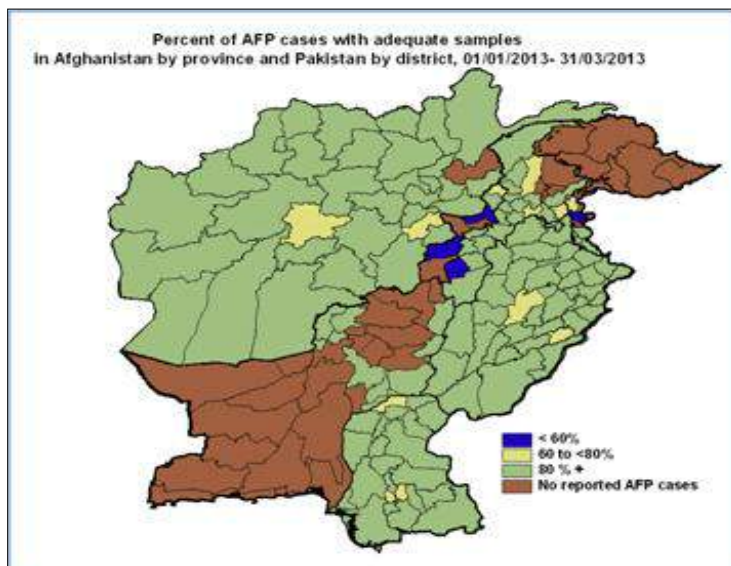 Percent of AFP cases with adequate samples
in Afghanistan by province and Pakistan by district, 01/01/2013- 31/03/2013
< 60%
60 to <80%
80 % +
No reported AFP cases